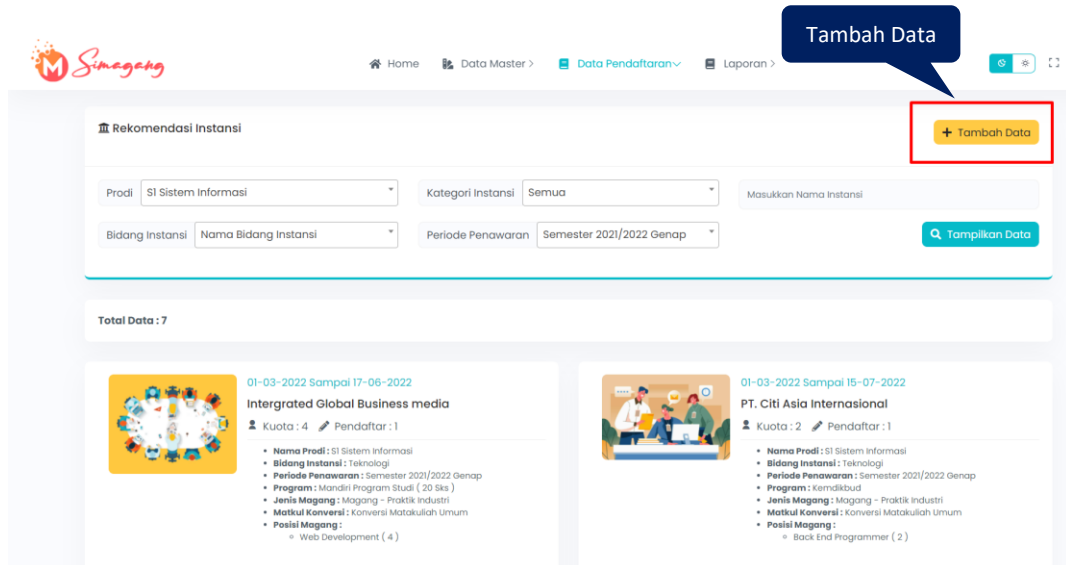 Tambah Data
M Simagang
Home Data Master > Data Pendaftaran Laporan >
Rekomendasi Instansi
+ Tambah Data
Prodi S1 Sistem Informasi Kategori Instansi Semua Masukkan Nama Instansi
Bidang Instansi Nama Bidang Instansi Periode Penawaran Semester 2021/2022 Genap Tampilkan Data
Total Data : 7
01-03-2022 Sampai 17-06-2022
Intergrated Global Business media
Kuota : 4 Pendaftar : 1
• Nama Prodi : S1 Sistem Informasi
• Bidang Instansi : Teknologi
• Periode Penawaran : Semester 2021/2022 Genap
• Program : Mandiri Program Studi ( 20 Sks )
• Jenis Magang : Magang - Praktik Industri
• Matkul Konversi : Konversi Matakuliah Umum
• Posisi Magang :
○ Web Development ( 4 )
01-03-2022 Sampai 15-07-2022
PT. Citi Asia Internasional
Kuota : 2 Pendaftar : 1
• Nama Prodi : S1 Sistem Informasi
• Bidang Instansi : Teknologi
• Periode Penawaran : Semester 2021/2022 Genap
• Program : Kemdikbud
• Jenis Magang : Magang - Praktik Industri
• Matkul Konversi : Konversi Matakuliah Umum
• Posisi Magang :
○ Back End Programmer ( 2 )